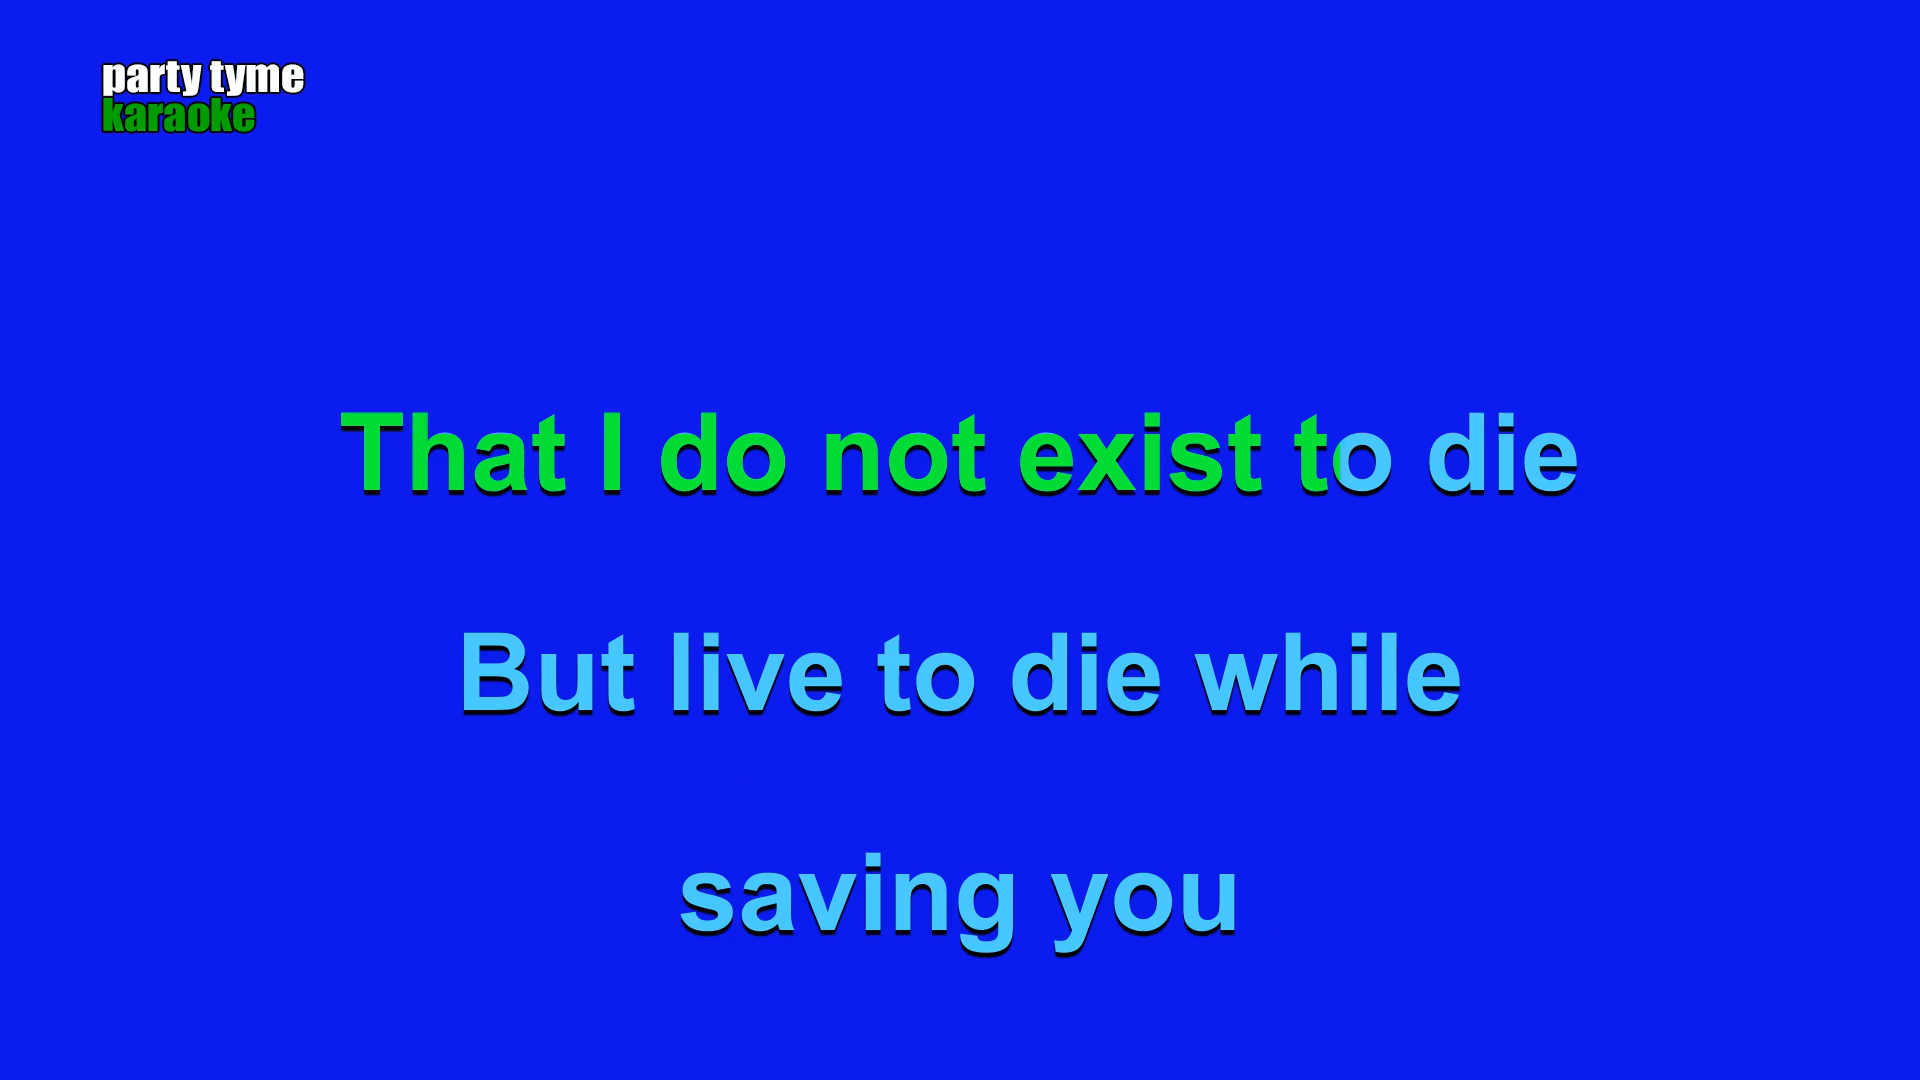 party tyme
karaoke
That I do not exist to die
But live to die while
saving you